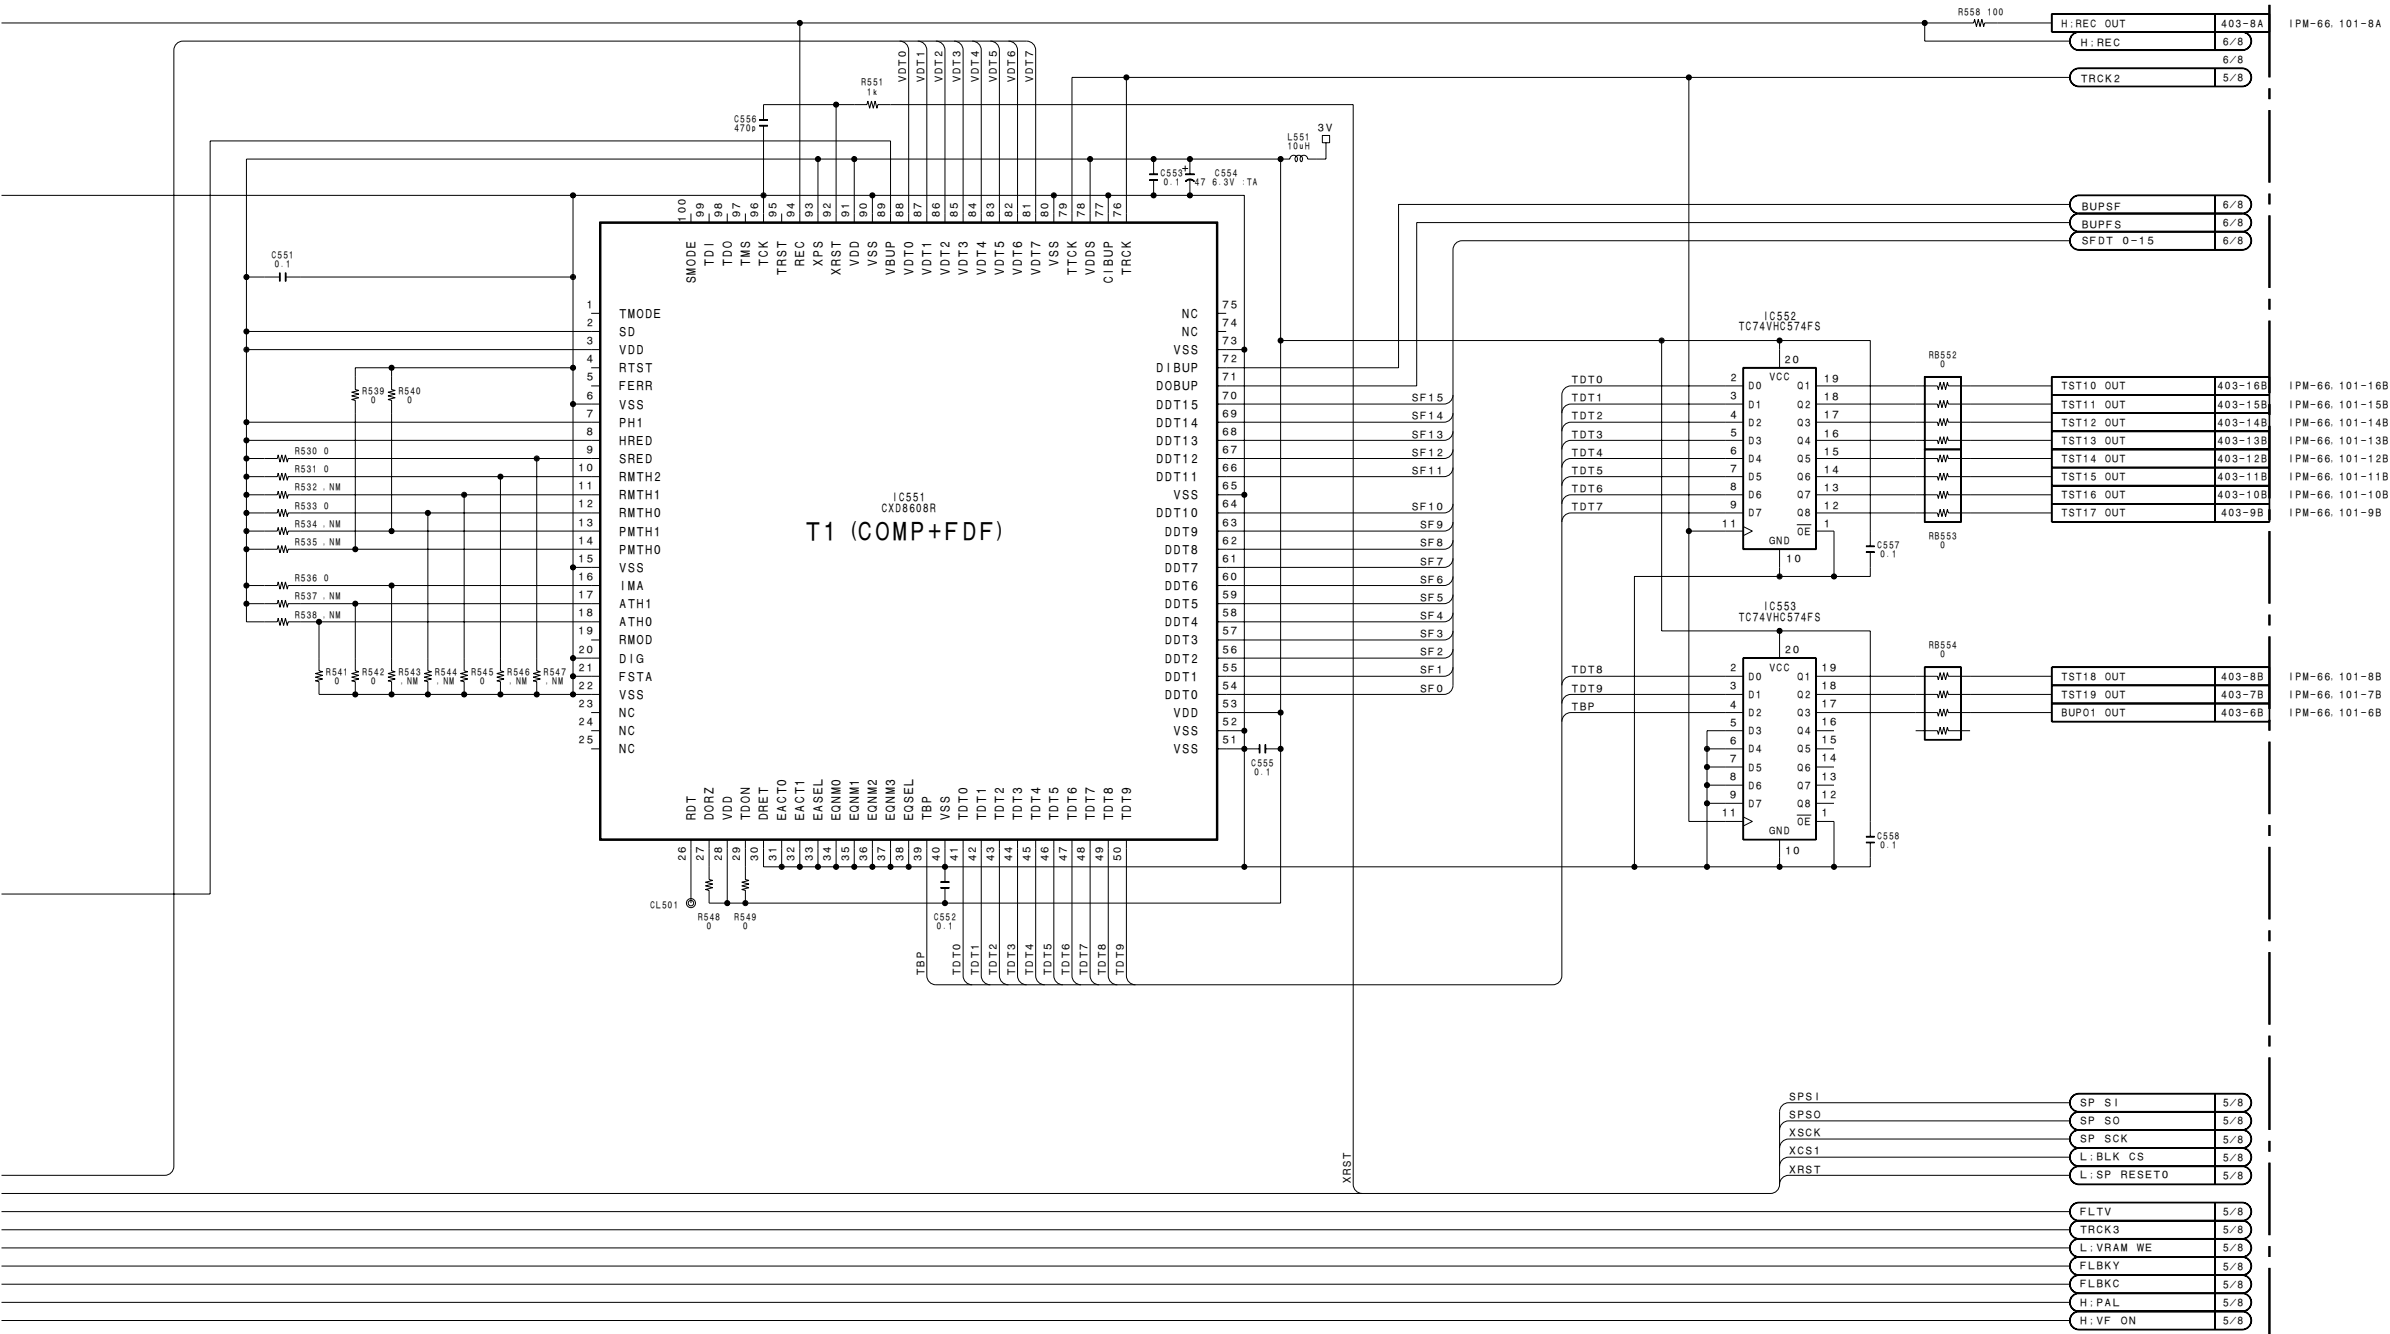 R558 100
H:REC OUT 403-8A IPM-66, 101-8A
H:REC 6/8
6/8
TRCK2 5/8
VDT0 VDT1 VDT2 VDT3 VDT4 VDT5 VDT6 VDT7
R551
1k
C556
470p
3V
L551
10uH
C553
0.1
+
C554
47 6.3V :TA
BUPSF 6/8
BUPFS 6/8
SFDT 0-15 6/8
100 99 98 97 96 95 94 93 92 91 90 89 88 87 86 85 84 83 82 81 80 79 78 77 76
SMODE TDI TDO TMS TCK TRST REC XPS XRST VDD VSS VBUP VDT0 VDT1 VDT2 VDT3 VDT4 VDT5 VDT6 VDT7 VSS TTCK VDDS CIBUP TRCK
C551
0.1
1 TMODE
2 SD
3 VDD
4 RTST
5 FERR
6 VSS
7 PH1
8 HRED
9 SRED
10 RMTH2
11 RMTH1
12 RMTH0
13 PMTH1
14 PMTH0
15 VSS
16 IMA
17 ATH1
18 ATH0
19 RMOD
20 DIG
21 FSTA
22 VSS
23 NC
24 NC
25 NC
R539
0
R540
0
R530 0
R531 0
R532 .NM
R533 0
R534 .NM
R535 .NM
R536 0
R537 .NM
R538 .NM
R541
0
R542
0
R543
.NM
R544
.NM
R545
0
R546
.NM
R547
.NM
IC551
CXD8608R
T1 (COMP+FDF)
NC 75
NC 74
VSS 73
DIBUP 72
DOBUP 71
DDT15 70 SF15
DDT14 69 SF14
DDT13 68 SF13
DDT12 67 SF12
DDT11 66 SF11
VSS 65
DDT10 64 SF10
DDT9 63 SF9
DDT8 62 SF8
DDT7 61 SF7
DDT6 60 SF6
DDT5 59 SF5
DDT4 58 SF4
DDT3 57 SF3
DDT2 56 SF2
DDT1 55 SF1
DDT0 54 SF0
VDD 53
VSS 52
VSS 51
C555
0.1
RDT DORZ VDD TDON DRET EACT0 EACT1 EASEL EQNM0 EQNM1 EQNM2 EQNM3 EQSEL TBP VSS TDT0 TDT1 TDT2 TDT3 TDT4 TDT5 TDT6 TDT7 TDT8 TDT9
26 27 28 29 30 31 32 33 34 35 36 37 38 39 40 41 42 43 44 45 46 47 48 49 50
CL501
R548
0
R549
0
C552
0.1
TBP TDT0 TDT1 TDT2 TDT3 TDT4 TDT5 TDT6 TDT7 TDT8 TDT9
IC552
TC74VHC574FS
20
VCC
TDT0 2 D0 Q1 19
TDT1 3 D1 Q2 18
TDT2 4 D2 Q3 17
TDT3 5 D3 Q4 16
TDT4 6 D4 Q5 15
TDT5 7 D5 Q6 14
TDT6 8 D6 Q7 13
TDT7 9 D7 Q8 12
11 OE 1
GND
10
C557
0.1
RB552
0
RB553
0
TST10 OUT 403-16B IPM-66, 101-16B
TST11 OUT 403-15B IPM-66, 101-15B
TST12 OUT 403-14B IPM-66, 101-14B
TST13 OUT 403-13B IPM-66, 101-13B
TST14 OUT 403-12B IPM-66, 101-12B
TST15 OUT 403-11B IPM-66, 101-11B
TST16 OUT 403-10B IPM-66, 101-10B
TST17 OUT 403-9B IPM-66, 101-9B
IC553
TC74VHC574FS
20
VCC
TDT8 2 D0 Q1 19
TDT9 3 D1 Q2 18
TBP 4 D2 Q3 17
5 D3 Q4 16
6 D4 Q5 15
7 D5 Q6 14
8 D6 Q7 13
9 D7 Q8 12
11 OE 1
GND
10
C558
0.1
RB554
0
TST18 OUT 403-8B IPM-66, 101-8B
TST19 OUT 403-7B IPM-66, 101-7B
BUP01 OUT 403-6B IPM-66, 101-6B
XRST
SPSI SP SI 5/8
SPSO SP SO 5/8
XSCK SP SCK 5/8
XCS1 L:BLK CS 5/8
XRST L:SP RESET0 5/8
FLTV 5/8
TRCK3 5/8
L:VRAM WE 5/8
FLBKY 5/8
FLBKC 5/8
H:PAL 5/8
H:VF ON 5/8